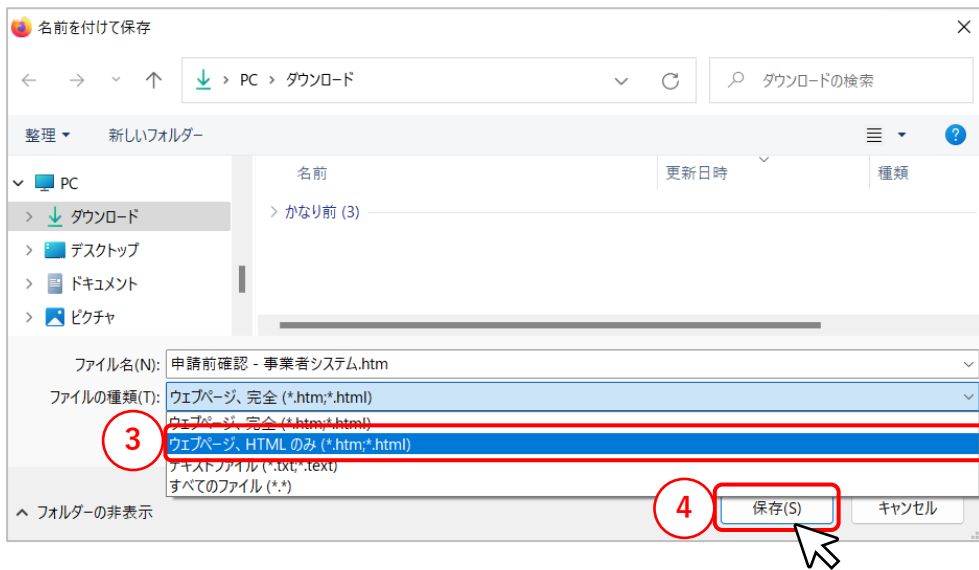 名前を付けて保存
PC > ダウンロード
ダウンロードの検索
整理
新しいフォルダー
?
名前
更新日時
種類
PC
ダウンロード
デスクトップ
ドキュメント
ピクチャ
かなり前 (3)
ファイル名(N): 申請前確認 - 事業者システム.htm
ファイルの種類(T): ウェブページ、完全 (*.htm;*.html)
ウェブページ、完全 (*.htm;*.html)
3
ウェブページ、HTML のみ (*.htm;*.html)
テキストファイル (*.txt;*.text)
すべてのファイル (*.*)
フォルダーの非表示
4
保存(S)
キャンセル